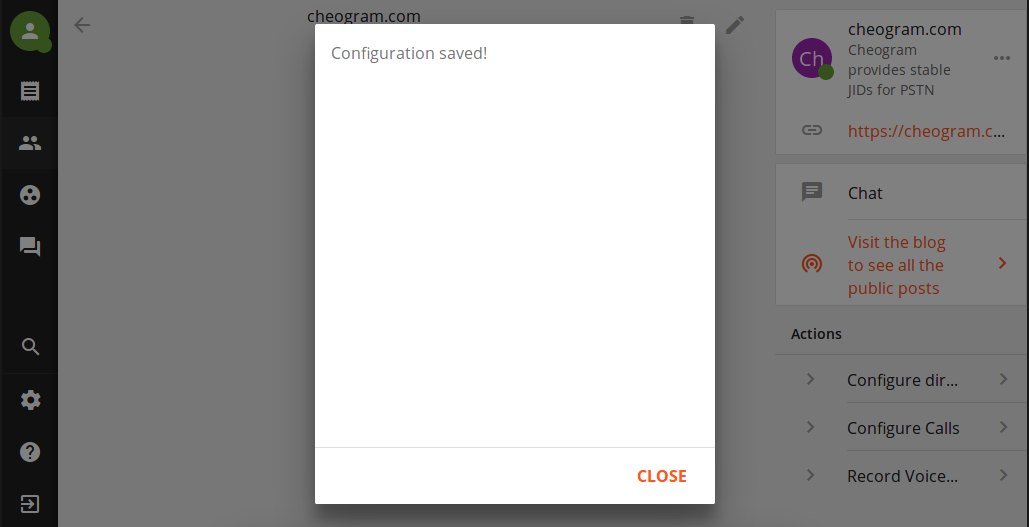 cheogram.com
Configuration saved!
CLOSE
Ch
cheogram.com
Cheogram
provides stable
JIDs for PSTN
https://cheogram.c...
Chat
Visit the blog
to see all the
public posts
Actions
Configure dir...
Configure Calls
Record Voice...